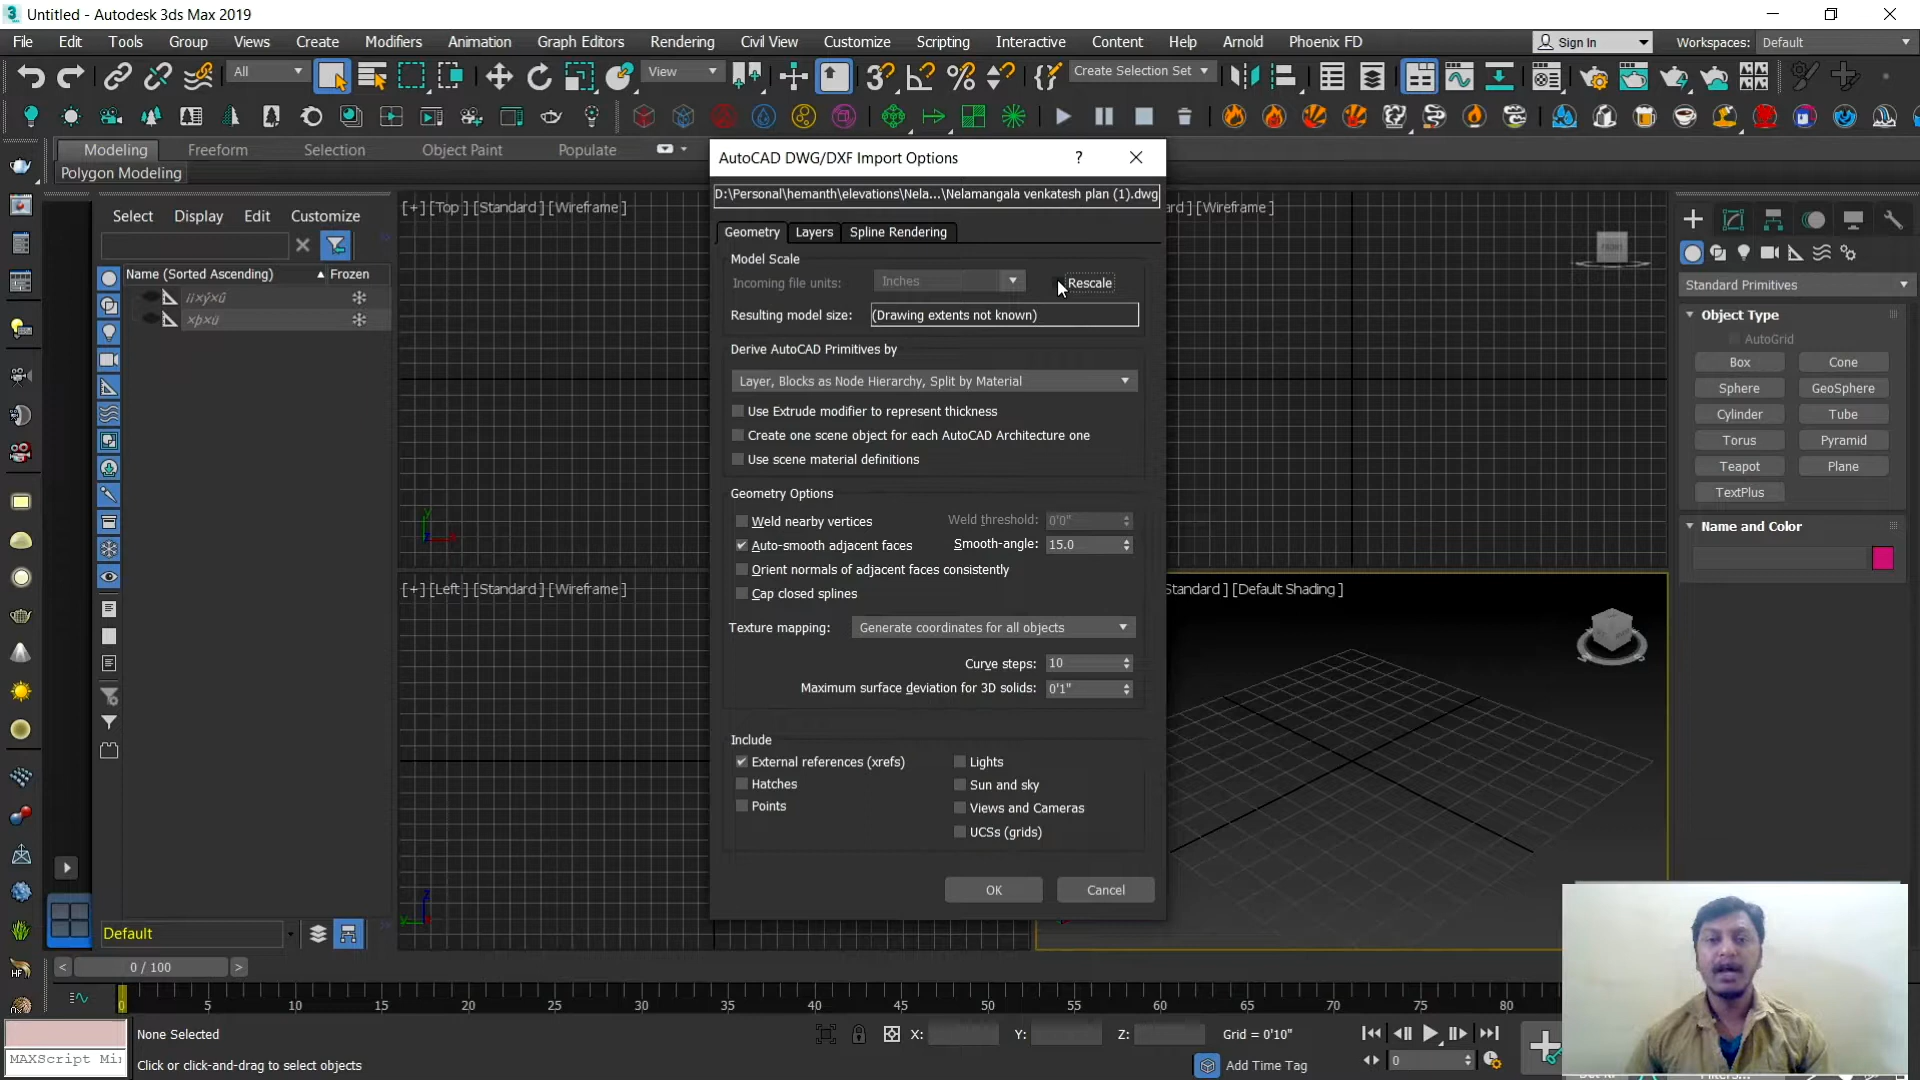 Untitled - Autodesk 3ds Max 2019
File Edit Tools Group Views Create Modifiers Animation Graph Editors Rendering Civil View Customize Scripting Interactive Content Help Arnold Phoenix FD Sign In Workspaces: Default
All View Create Selection Set
Modeling Freeform Selection Object Paint Populate
Polygon Modeling
Select Display Edit Customize
Name (Sorted Ascending) Frozen
[+] [Top ] [Standard ] [Wireframe ]
[Wireframe ]
[+] [Left ] [Standard ] [Wireframe ]
Standard ] [Default Shading ]
AutoCAD DWG/DXF Import Options
D:\Personal\hemanth\elevations\Nela...\Nelamangala venkatesh plan (1).dwg
Geometry Layers Spline Rendering
Model Scale
Incoming file units: Inches Rescale
Resulting model size: (Drawing extents not known)
Derive AutoCAD Primitives by
Layer, Blocks as Node Hierarchy, Split by Material
Use Extrude modifier to represent thickness
Create one scene object for each AutoCAD Architecture one
Use scene material definitions
Geometry Options
Weld nearby vertices Weld threshold: 0'0"
Auto-smooth adjacent faces Smooth-angle: 15.0
Orient normals of adjacent faces consistently
Cap closed splines
Texture mapping: Generate coordinates for all objects
Curve steps: 10
Maximum surface deviation for 3D solids: 0'1"
Include
External references (xrefs) Lights
Hatches Sun and sky
Points Views and Cameras
UCSs (grids)
OK Cancel
Standard Primitives
Object Type
AutoGrid
Box Cone
Sphere GeoSphere
Cylinder Tube
Torus Pyramid
Teapot Plane
TextPlus
Name and Color
Default
0 / 100
0 5 10 15 20 25 30 35 40 45 50 55 60 65 70 75 80
None Selected X: Y: Z: Grid = 0'10"
MAXScript Mi
Click or click-and-drag to select objects Add Time Tag 0